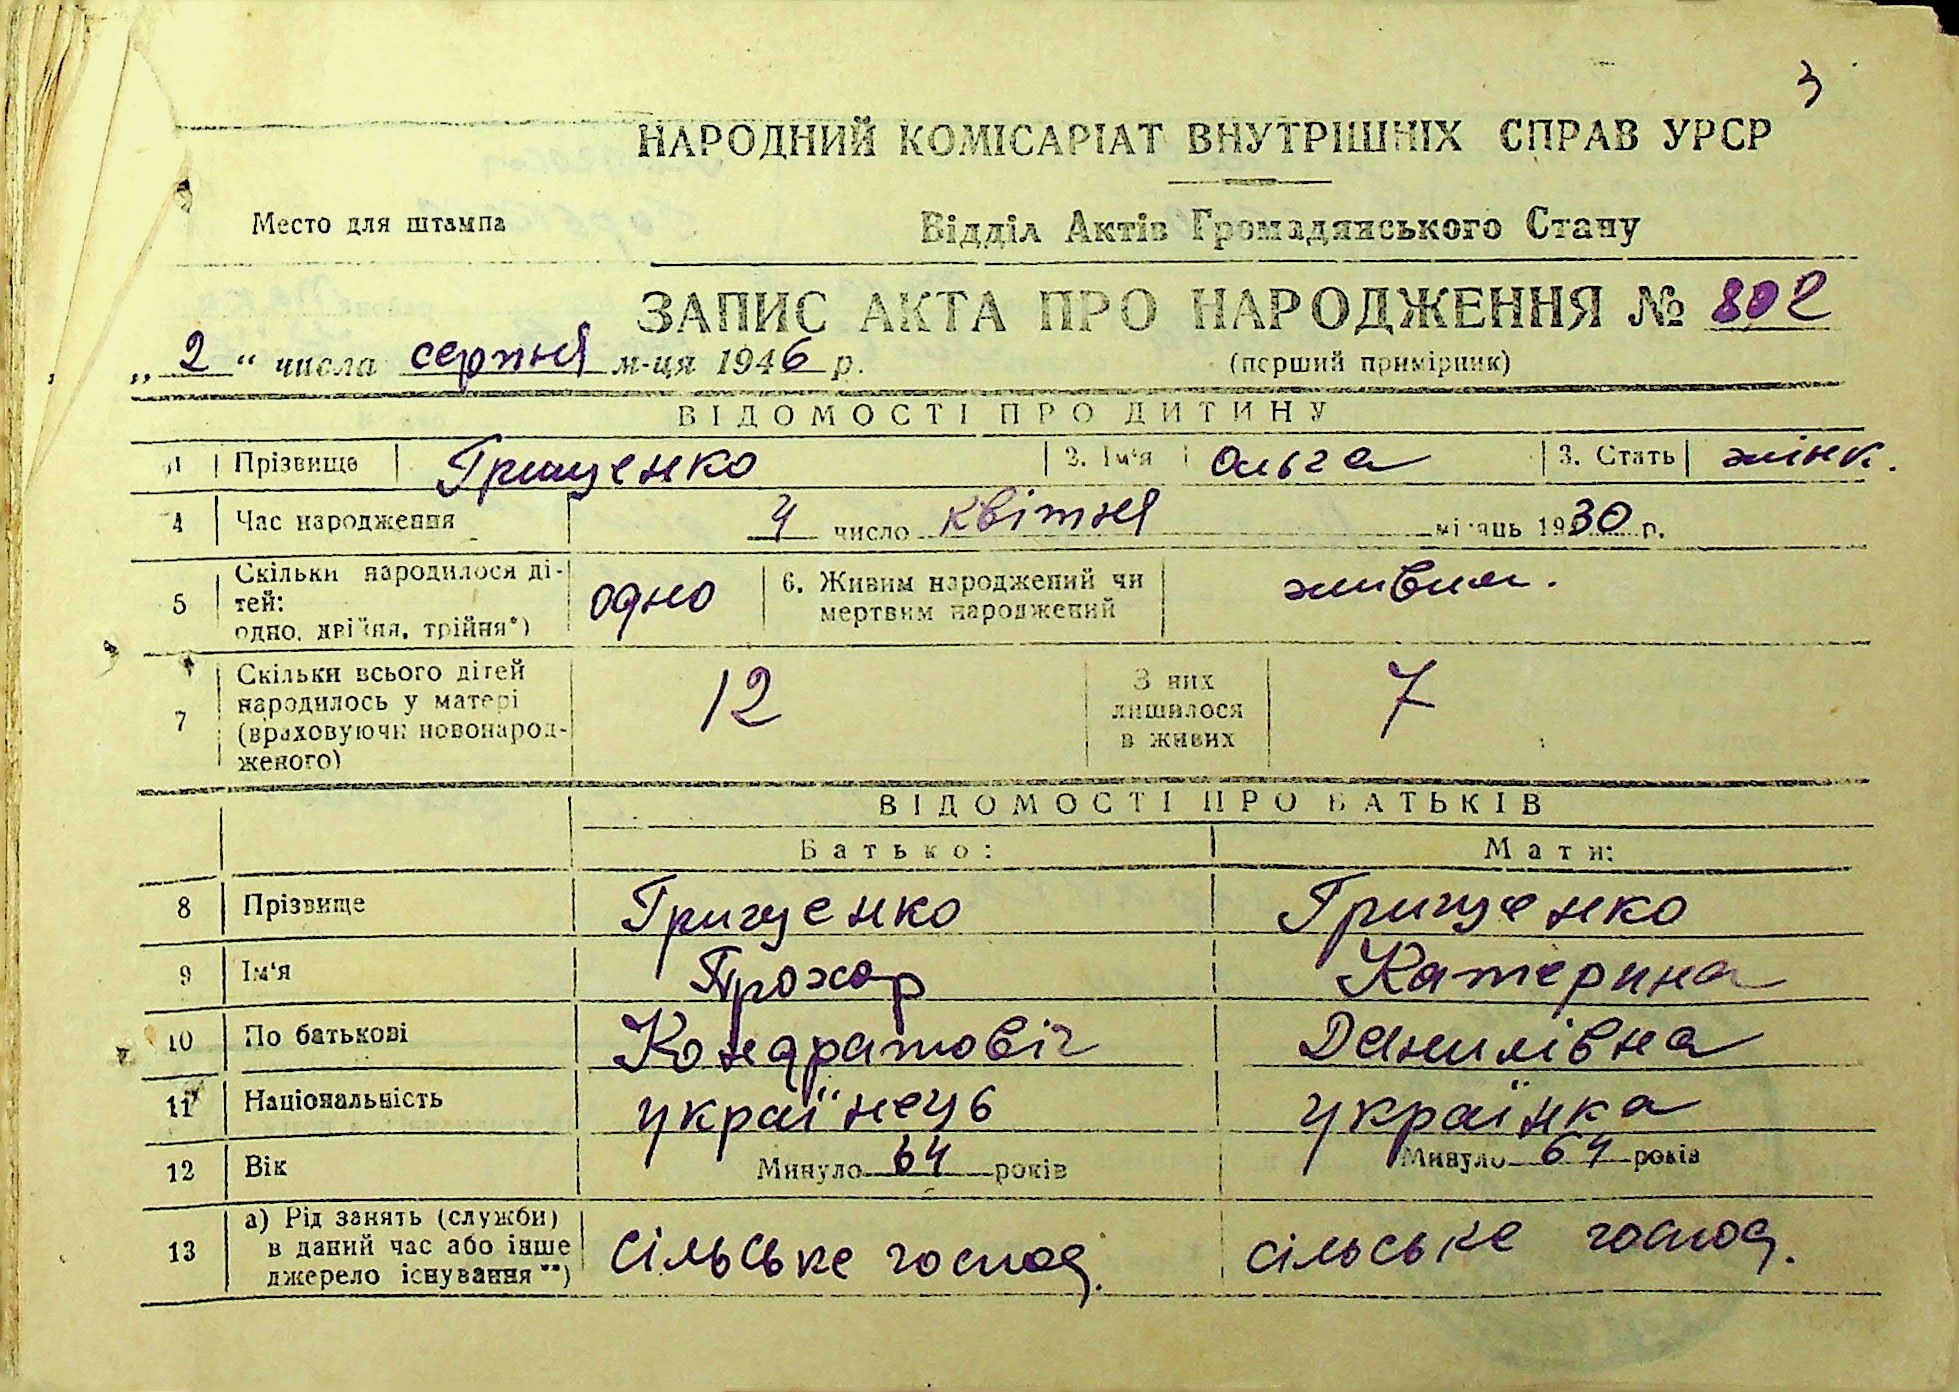 3
НАРОДНИЙ КОМІСАРІАТ ВНУТРІШНІХ СПРАВ УРСР
Место для штампа
Відділ Актів Громадянського Стану
ЗАПИС АКТА ПРО НАРОДЖЕННЯ № 802
„ 2 “ числа серпня м-ця 1946 р.
(перший примірник)
ВІДОМОСТІ ПРО ДИТИНУ
1 Прізвище Грищенко 2. Ім'я Ольга 3. Стать жінк.
4 Час народження 4 число квітня місяць 1930 р.
5 Скільки народилося ді-
тей:
одно, двійня, трійня*) одно
6. Живим народжений чи
мертвим народжений живим.
7 Скільки всього дітей
народилось у матері
(враховуючи новонарод-
женого) 12
З них
лишилося
в живих 7
ВІДОМОСТІ ПРО БАТЬКІВ
Батько: Мати:
8 Прізвище Грищенко Грищенко
9 Ім'я Прохор Катерина
10 По батькові Кондратовіч Данилівна
11 Національність українець українка
12 Вік Минуло 64 років Минуло 64 років
13 а) Рід занять (служби)
в даний час або інше
джерело існування**) сільське господ. сільське господ.